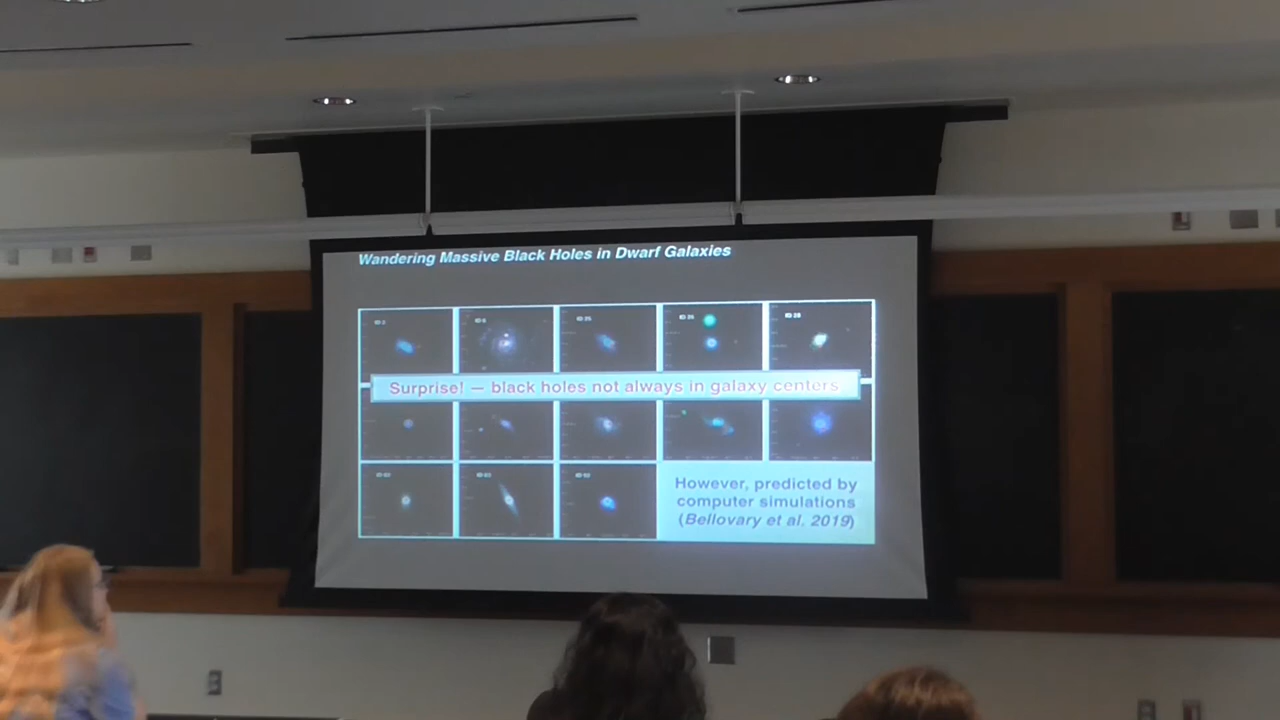 Wandering Massive Black Holes in Dwarf Galaxies
Surprise! — black holes not always in galaxy centers
However, predicted by
computer simulations
(Bellovary et al. 2019)